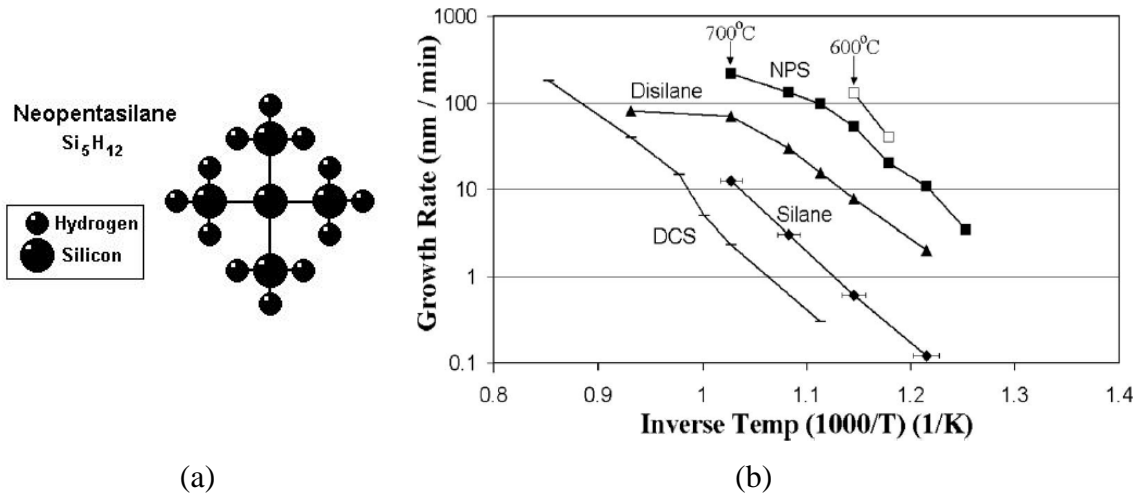 Neopentasilane
Si5H12
Hydrogen
Silicon
(a)
Growth Rate (nm / min)
1000
100
10
1
0.1
700°C
600°C
NPS
Disilane
Silane
DCS
0.8
0.9
1
1.1
1.2
1.3
1.4
Inverse Temp (1000/T) (1/K)
(b)